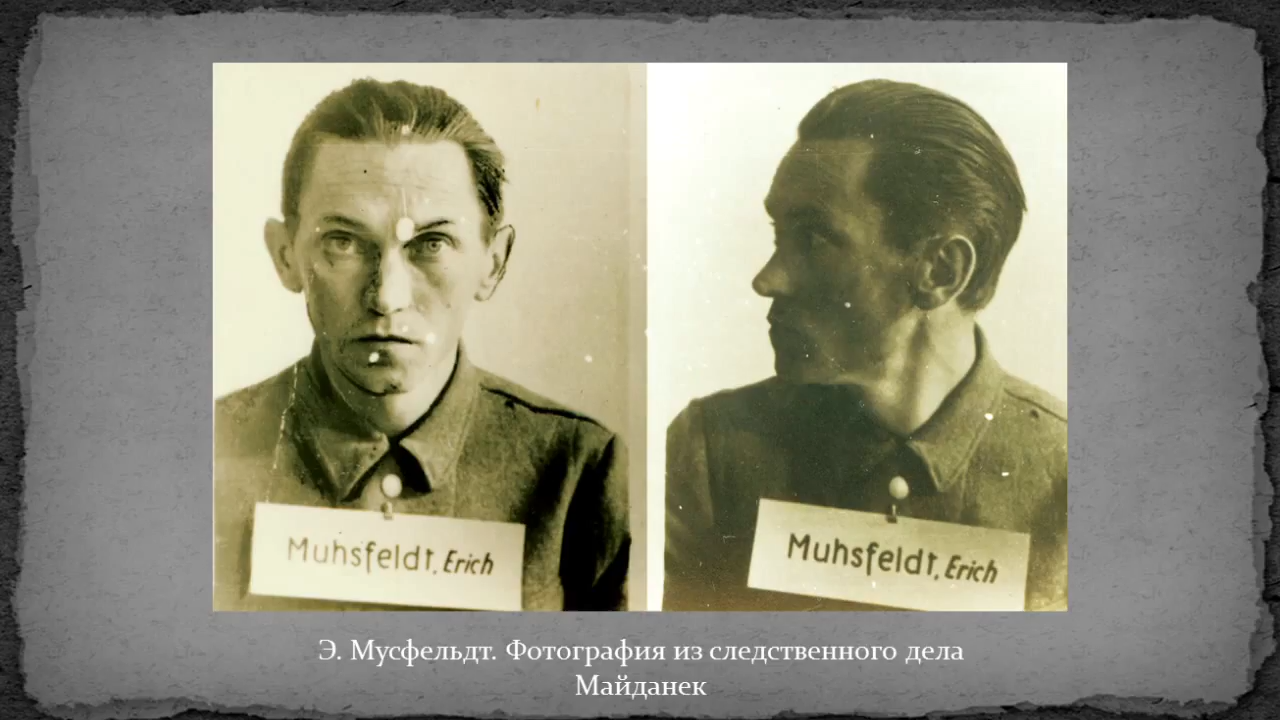 Muhsfeldt, Erich
Muhsfeldt, Erich
Э. Мусфельдт. Фотография из следственного дела
Майданек